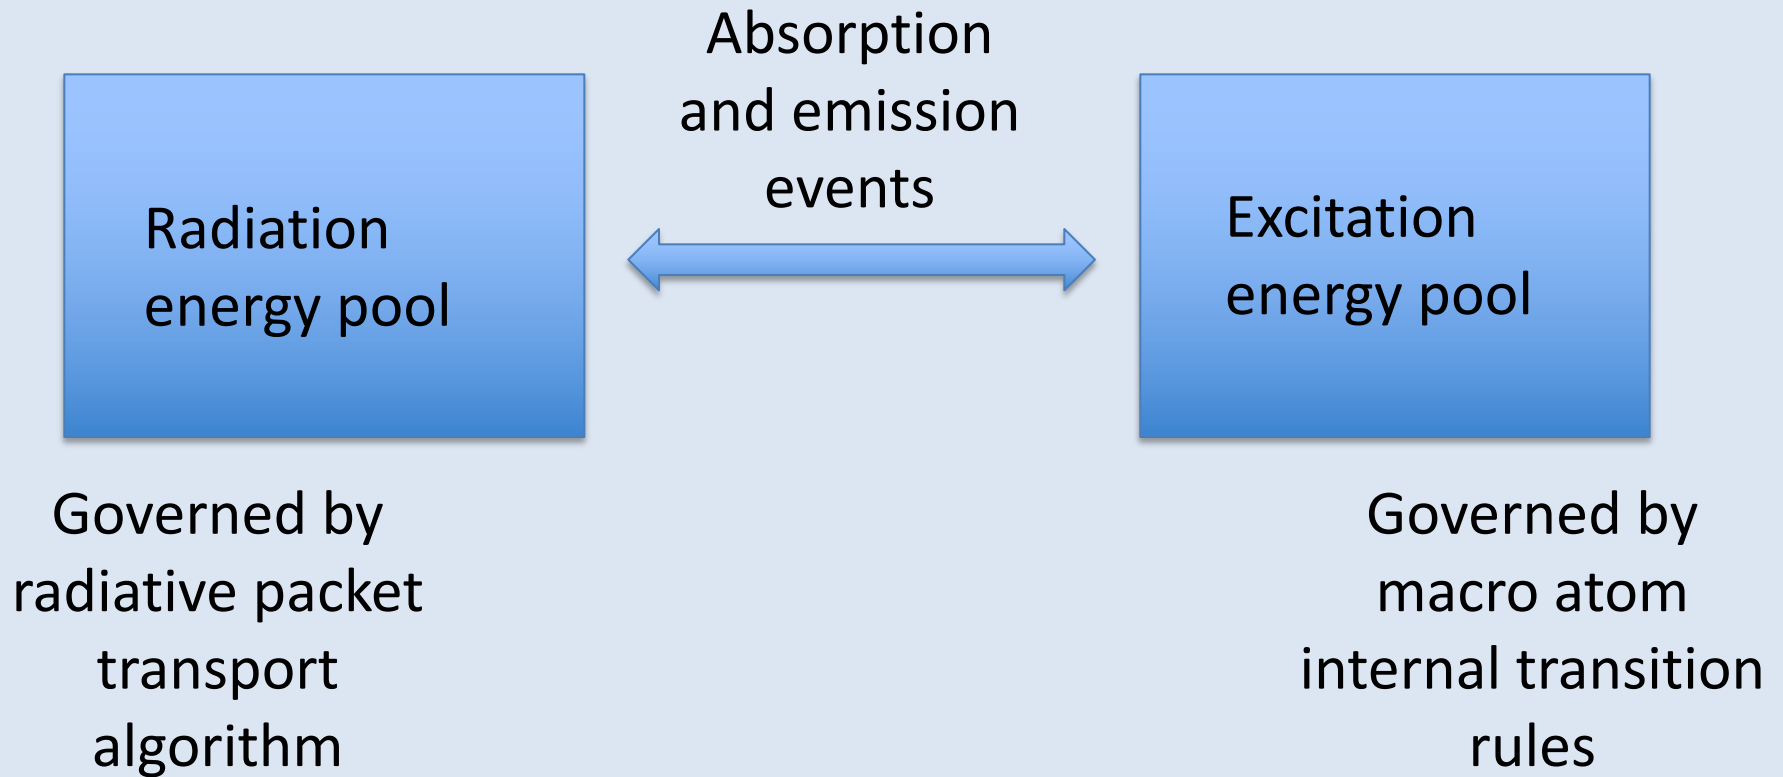 Absorption
and emission
events
Radiation
energy pool
Excitation
energy pool
Governed by
radiative packet
transport
algorithm
Governed by
macro atom
internal transition
rules